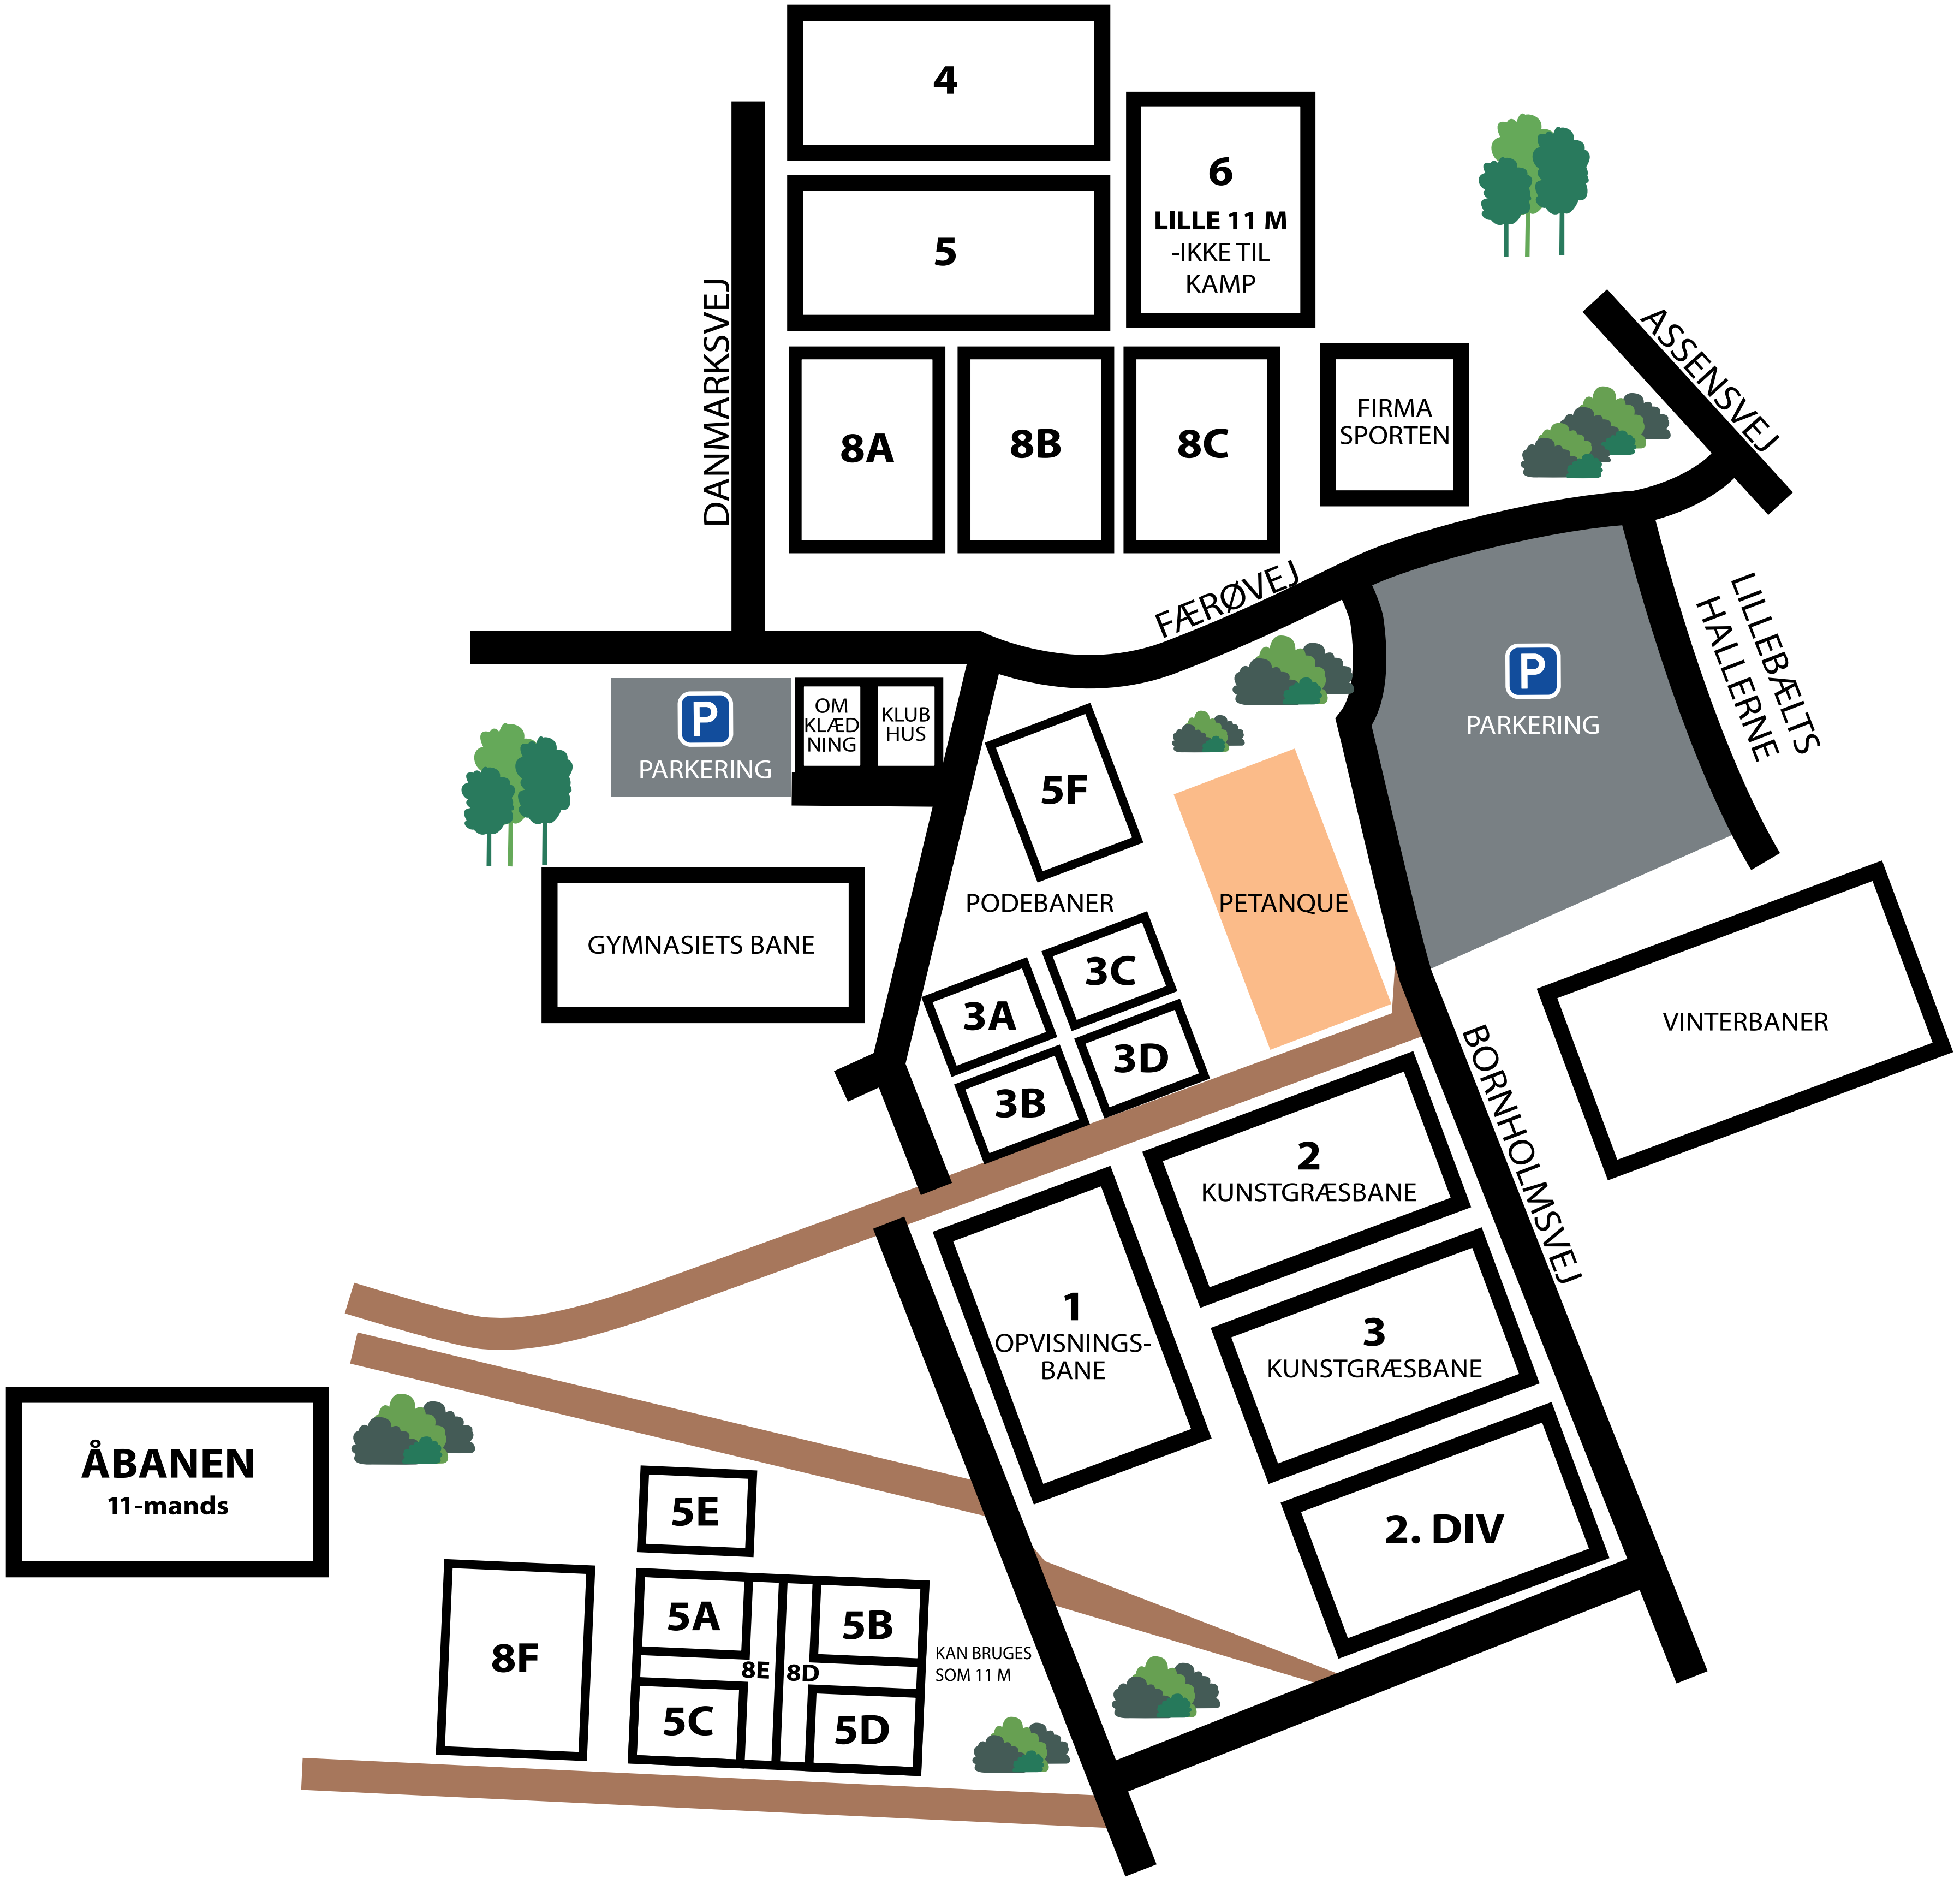 4
6
LILLE 11 M
-IKKE TIL
KAMP
5
DANMARKSVEJ
ASSENSVEJ
8A
8B
8C
FIRMA
SPORTEN
FÆRØVEJ
LILLEBÆLTS
HALLERNE
P
PARKERING
OM
KLÆD
NING
KLUB
HUS
P
PARKERING
5F
PODEBANER
PETANQUE
GYMNASIETS BANE
3A
3C
3B
3D
VINTERBANER
BORNHOLMSVEJ
2
KUNSTGRÆSBANE
1
OPVISNINGS-
BANE
3
KUNSTGRÆSBANE
2. DIV
ÅBANEN
11-mands
5E
8F
5A
5B
8E
8D
5C
5D
KAN BRUGES
SOM 11 M